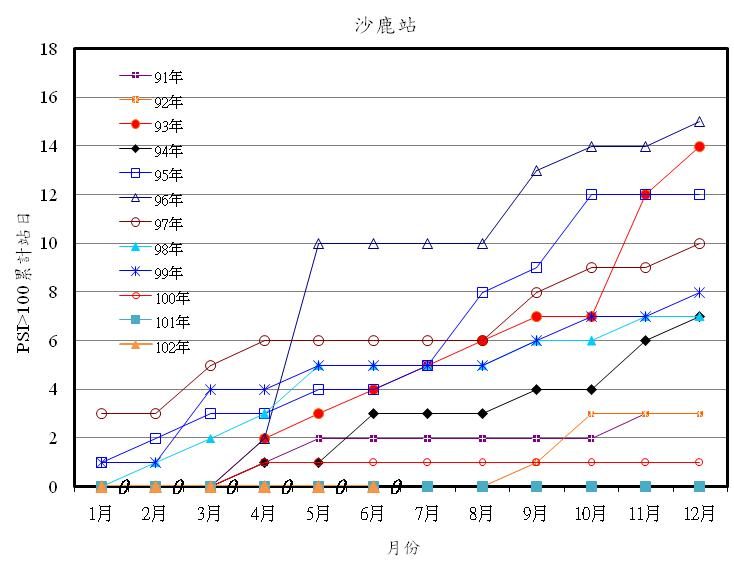 沙鹿站
18
16
14
12
10
8
6
4
2
0
PSI>100累計站日
91年
92年
93年
94年
95年
96年
97年
98年
99年
100年
101年
102年
0 0 0 0 0 0
1月 2月 3月 4月 5月 6月 7月 8月 9月 10月 11月 12月
月份